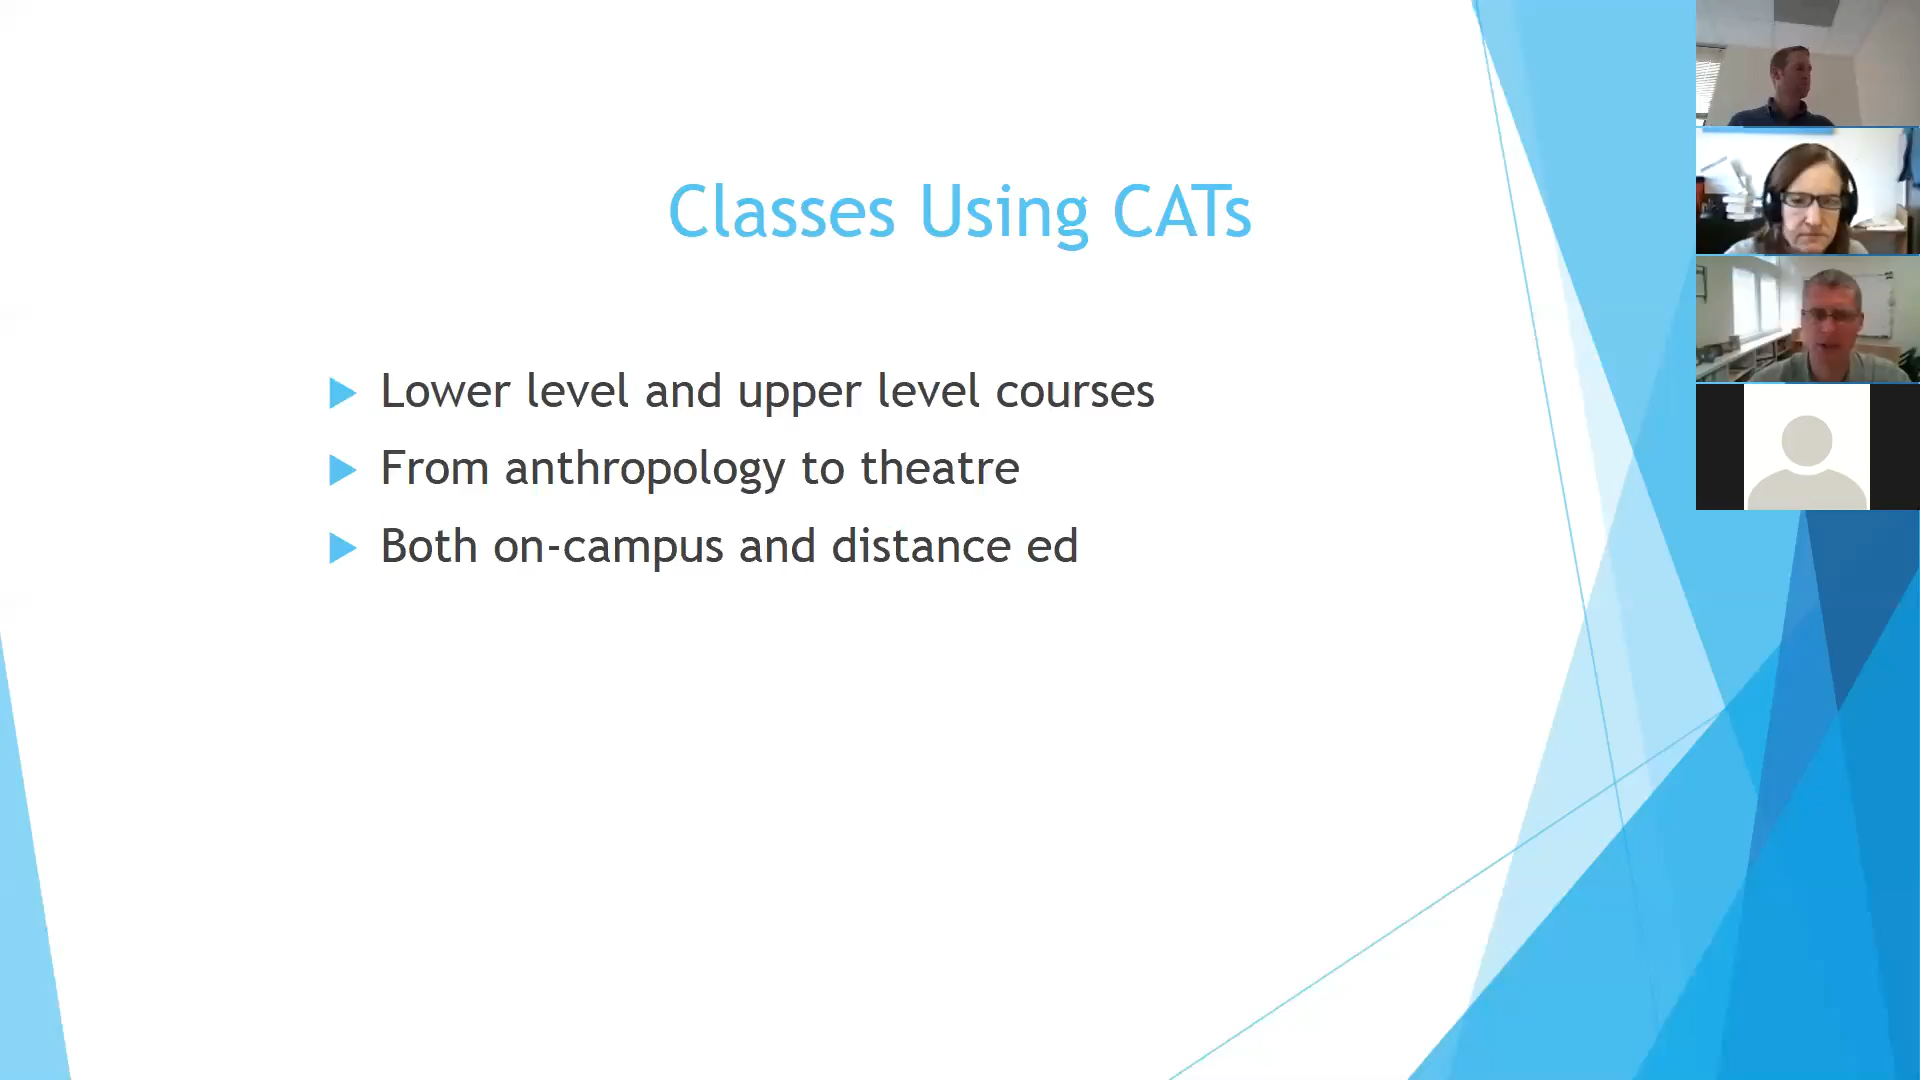 Classes Using CATs
Lower level and upper level courses
From anthropology to theatre
Both on-campus and distance ed